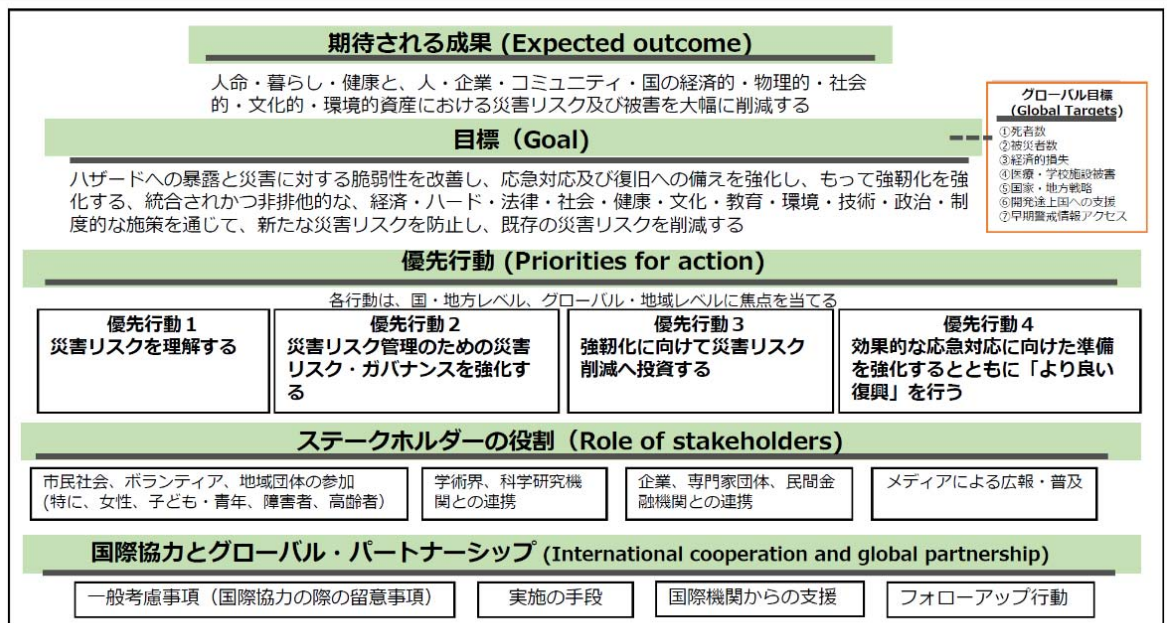 期待される成果 (Expected outcome)
人命・暮らし・健康と、人・企業・コミュニティ・国の経済的・物理的・社会
的・文化的・環境的資産における災害リスク及び被害を大幅に削減する
グローバル目標
(Global Targets)
①死者数
②被災者数
③経済的損失
④医療・学校施設被害
⑤国家・地方戦略
⑥開発途上国への支援
⑦早期警戒情報アクセス
目標（Goal)
ハザードへの暴露と災害に対する脆弱性を改善し、応急対応及び復旧への備えを強化し、もって強靭化を強
化する、統合されかつ非排他的な、経済・ハード・法律・社会・健康・文化・教育・環境・技術・政治・制
度的な施策を通じて、新たな災害リスクを防止し、既存の災害リスクを削減する
優先行動 (Priorities for action)
各行動は、国・地方レベル、グローバル・地域レベルに焦点を当てる
優先行動１
災害リスクを理解する
優先行動２
災害リスク管理のための災害
リスク・ガバナンスを強化す
る
優先行動３
強靭化に向けて災害リスク
削減へ投資する
優先行動４
効果的な応急対応に向けた準備
を強化するとともに「より良い
復興」を行う
ステークホルダーの役割（Role of stakeholders)
市民社会、ボランティア、地域団体の参加
(特に、女性、子ども・青年、障害者、高齢者）
学術界、科学研究機
関との連携
企業、専門家団体、民間金
融機関との連携
メディアによる広報・普及
国際協力とグローバル・パートナーシップ (International cooperation and global partnership)
一般考慮事項（国際協力の際の留意事項）
実施の手段
国際機関からの支援
フォローアップ行動